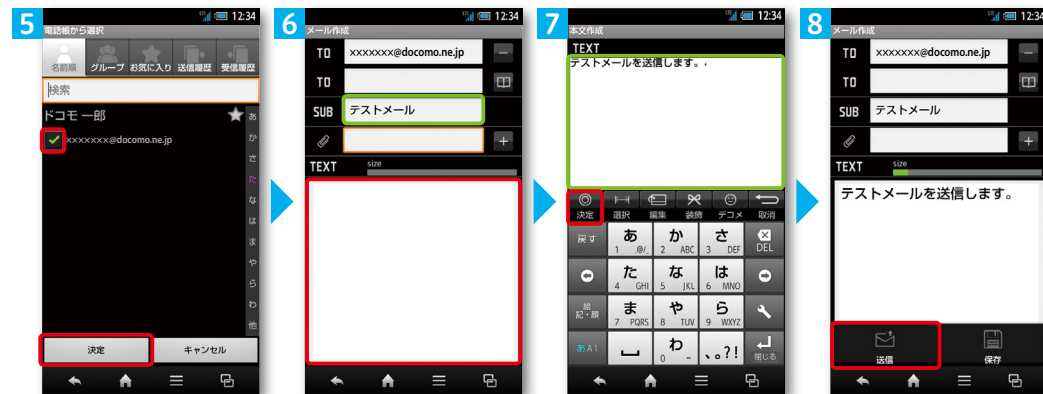 5
12:34
電話帳から選択
名前順 グループ お気に入り 送信履歴 受信履歴
検索
ドコモ 一郎
xxxxxxx@docomo.ne.jp
あ
か
さ
た
な
は
ま
や
ら
わ
他
決定 キャンセル
6
12:34
メール作成
TO xxxxxxx@docomo.ne.jp
TO
SUB テストメール
TEXT size
7
12:34
本文作成
TEXT
テストメールを送信します。
決定 選択 編集 装飾 デコメ 取消
戻す あ 1 .@/_ か 2 ABC さ 3 DEF DEL
た 4 GHI な 5 JKL は 6 MNO
絵記・顔 ま 7 PQRS や 8 TUV ら 9 WXYZ
あA1 わ 0 - 、。?! 閉じる
8
12:34
メール作成
TO xxxxxxx@docomo.ne.jp
TO
SUB テストメール
TEXT size
テストメールを送信します。
送信 保存